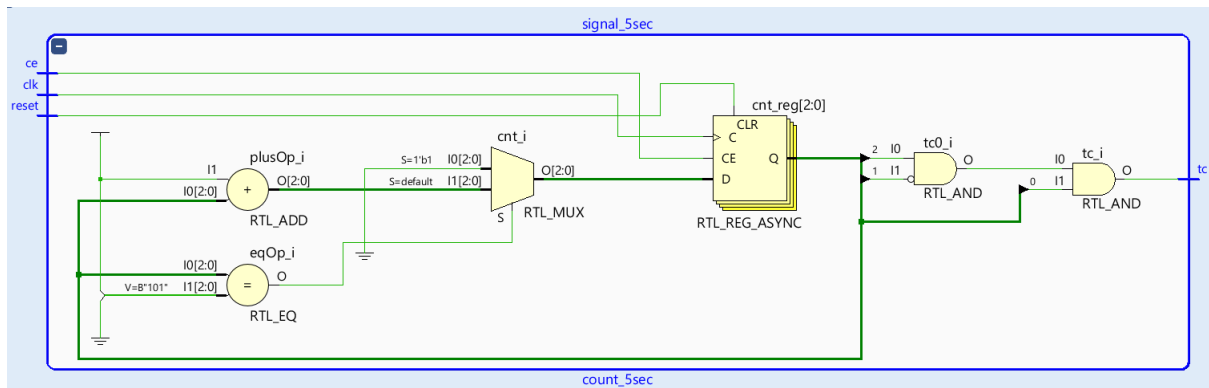 signal_5sec
ce
clk
reset
cnt_reg[2:0]
CLR
C
CE
D
Q
RTL_REG_ASYNC
cnt_i
S=1'b1
I0[2:0]
S=default
I1[2:0]
O[2:0]
S
RTL_MUX
plusOp_i
I1
I0[2:0]
+
O[2:0]
RTL_ADD
eqOp_i
I0[2:0]
V=B"101"
I1[2:0]
=
O
RTL_EQ
tc0_i
2
I0
1
I1
O
RTL_AND
tc_i
I0
0
I1
O
RTL_AND
tc
count_5sec